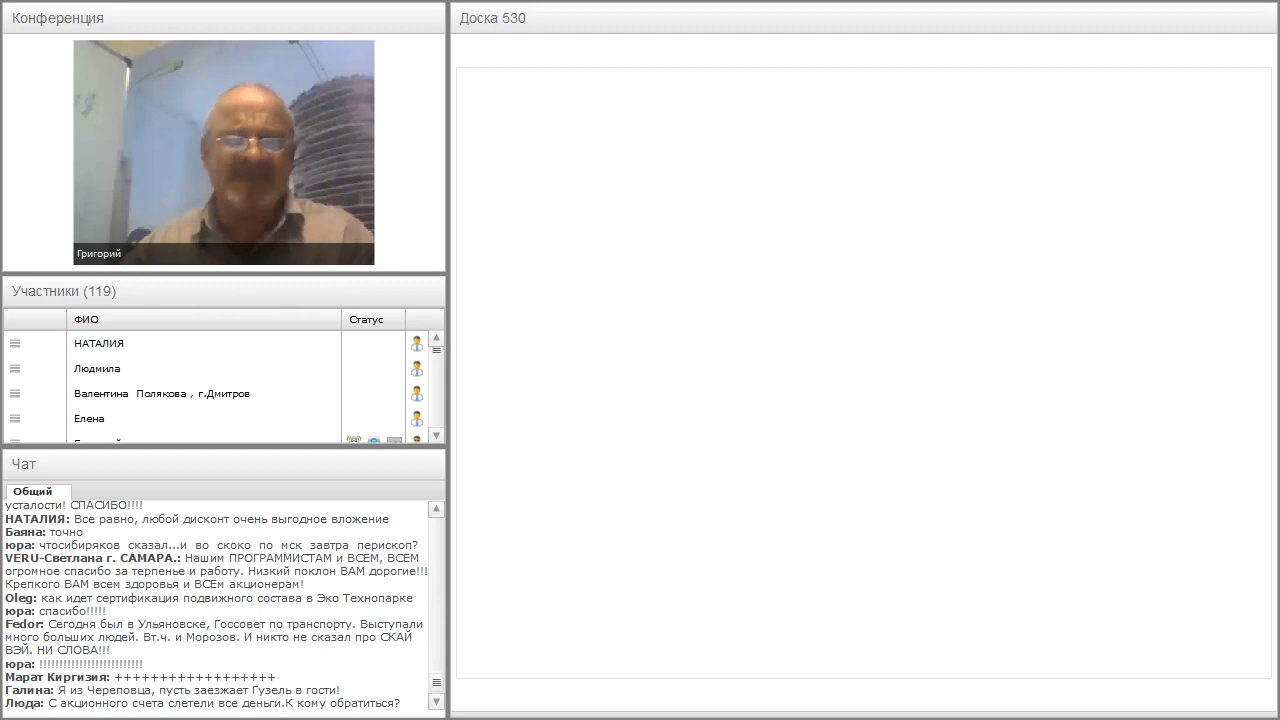 Конференция
Григорий
Участники (119)
ФИО
Статус
НАТАЛИЯ
Людмила
Валентина Полякова , г.Дмитров
Елена
Чат
Общий
усталости! СПАСИБО!!!!
НАТАЛИЯ: Все равно, любой дисконт очень выгодное вложение
Баяна: точно
юра: чтосибиряков сказал...и во скоко по мск завтра перископ?
VERU-Светлана г. САМАРА.: Нашим ПРОГРАММИСТАМ и ВСЕМ, ВСЕМ
огромное спасибо за терпенье и работу. Низкий поклон ВАМ дорогие!!!
Крепкого ВАМ всем здоровья и ВСЕм акционерам!
Oleg: как идет сертификация подвижного состава в Эко Технопарке
юра: спасибо!!!!!
Fedor: Сегодня был в Ульяновске, Госсовет по транспорту. Выступали
много больших людей. Вт.ч. и Морозов. И никто не сказал про СКАЙ
ВЭЙ. НИ СЛОВА!!!
юра: !!!!!!!!!!!!!!!!!!!!!!!!!!
Марат Киргизия: ++++++++++++++++++
Галина: Я из Череповца, пусть заезжает Гузель в гости!
Люда: С акционного счета улетели все деньги.К кому обратиться?
Доска 530